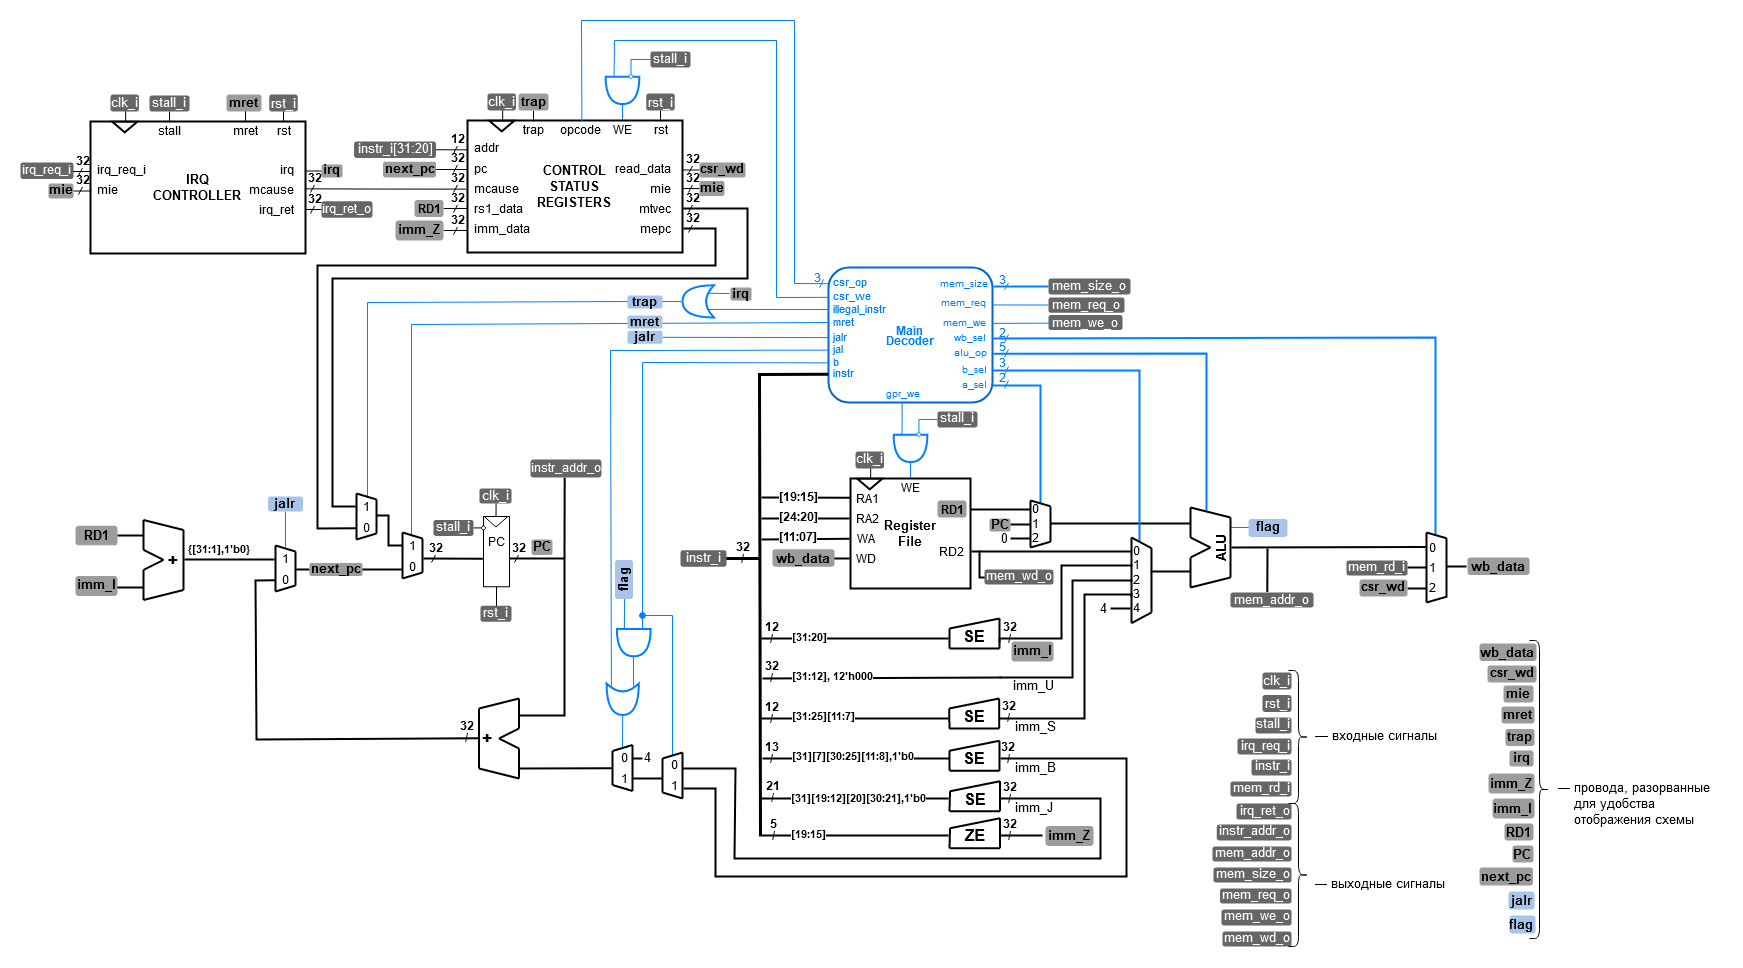 stall_i
clk_i
stall_i
mret
rst_i
clk_i
trap
rst_i
stall
mret
rst
trap
opcode
WE
rst
irq_req_i
32
irq_req_i
mie
32
mie
IRQ
CONTROLLER
irq
irq
mcause
32
irq_ret
32
irq_ret_o
instr_i[31:20]
12
addr
next_pc
32
pc
32
mcause
RD1
32
rs1_data
imm_Z
32
imm_data
CONTROL
STATUS
REGISTERS
read_data
32
csr_wd
mie
32
mie
mtvec
32
mepc
32
3
csr_op
csr_we
illegal_instr
mret
jalr
jal
b
instr
Main
Decoder
mem_size
3
mem_size_o
mem_req
mem_req_o
mem_we
mem_we_o
wb_sel
2
alu_op
5
b_sel
3
a_sel
2
gpr_we
irq
trap
mret
jalr
stall_i
clk_i
WE
[19:15]
RA1
[24:20]
RA2
[11:07]
WA
wb_data
WD
Register
File
RD1
RD2
mem_wd_o
instr_i
32
PC
0
0
1
2
0
1
2
3
4
4
ALU
flag
mem_addr_o
mem_rd_i
csr_wd
0
1
2
wb_data
instr_addr_o
clk_i
stall_i
PC
rst_i
32
32
PC
1
0
1
0
jalr
1
0
next_pc
RD1
imm_I
+
{[31:1],1'b0}
flag
32
+
0
4
1
0
1
12
[31:20]
SE
32
imm_I
32
[31:12], 12'h000
imm_U
12
[31:25][11:7]
SE
32
imm_S
13
[31][7][30:25][11:8],1'b0
SE
32
imm_B
21
[31][19:12][20][30:21],1'b0
SE
32
imm_J
5
[19:15]
ZE
32
imm_Z
clk_i
rst_i
stall_i
irq_req_i
instr_i
mem_rd_i
— входные сигналы
irq_ret_o
instr_addr_o
mem_addr_o
mem_size_o
mem_req_o
mem_we_o
mem_wd_o
— выходные сигналы
wb_data
csr_wd
mie
mret
trap
irq
imm_Z
imm_I
RD1
PC
next_pc
jalr
flag
— провода, разорванные
для удобства
отображения схемы